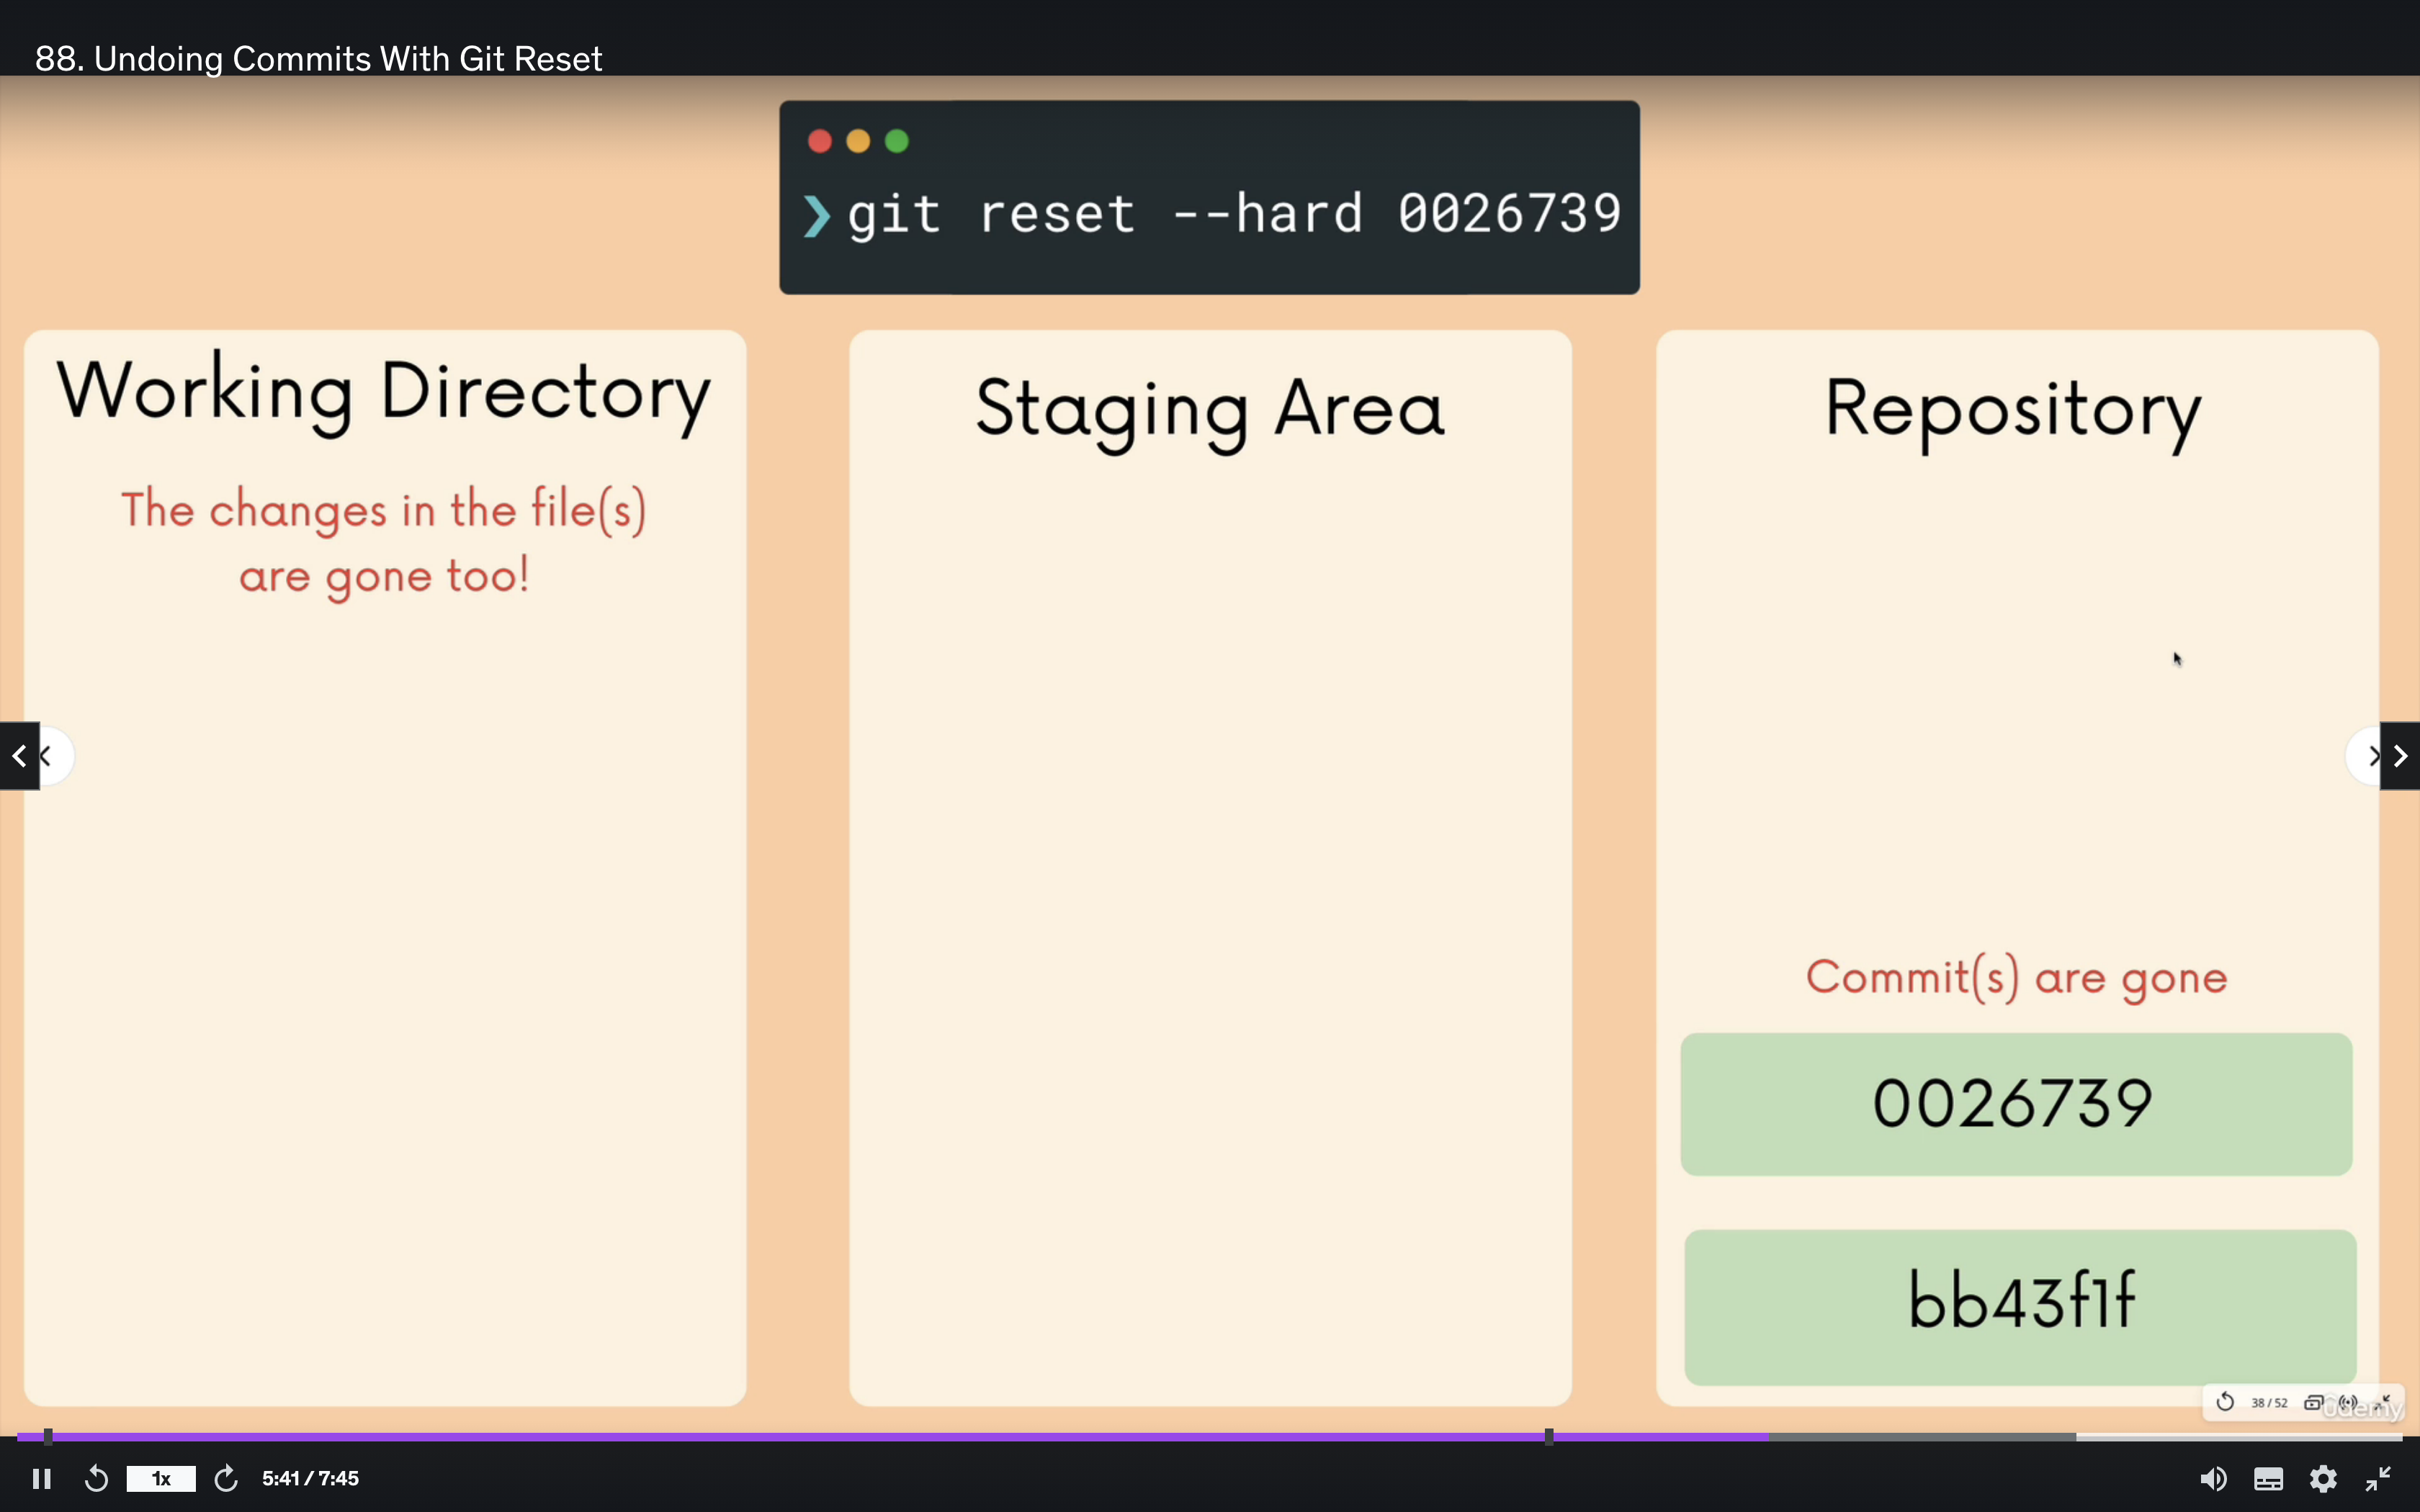 88. Undoing Commits With Git Reset
❯ git reset --hard 0026739
Working Directory
The changes in the file(s)
are gone too!
Staging Area
Repository
Commit(s) are gone
0026739
bb43f1f
38 / 52
Udemy
1x
5:41 / 7:45